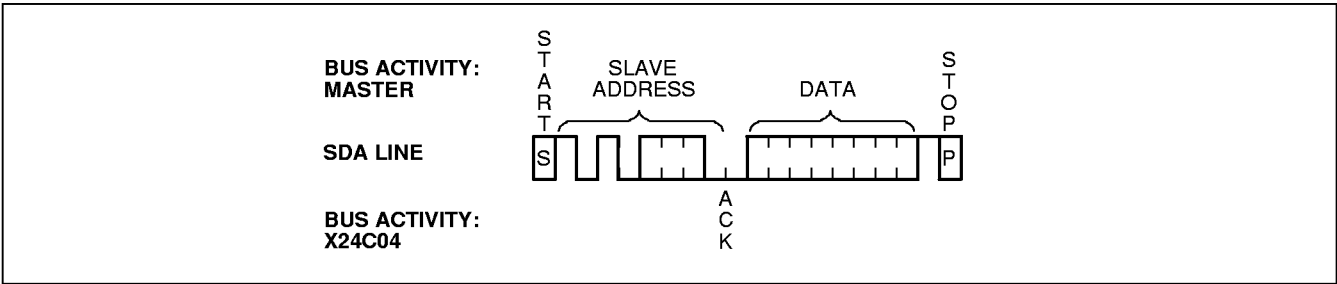 START
STOP
BUS ACTIVITY:
MASTER
SLAVE
ADDRESS
DATA
SDA LINE
S
P
BUS ACTIVITY:
X24C04
ACK